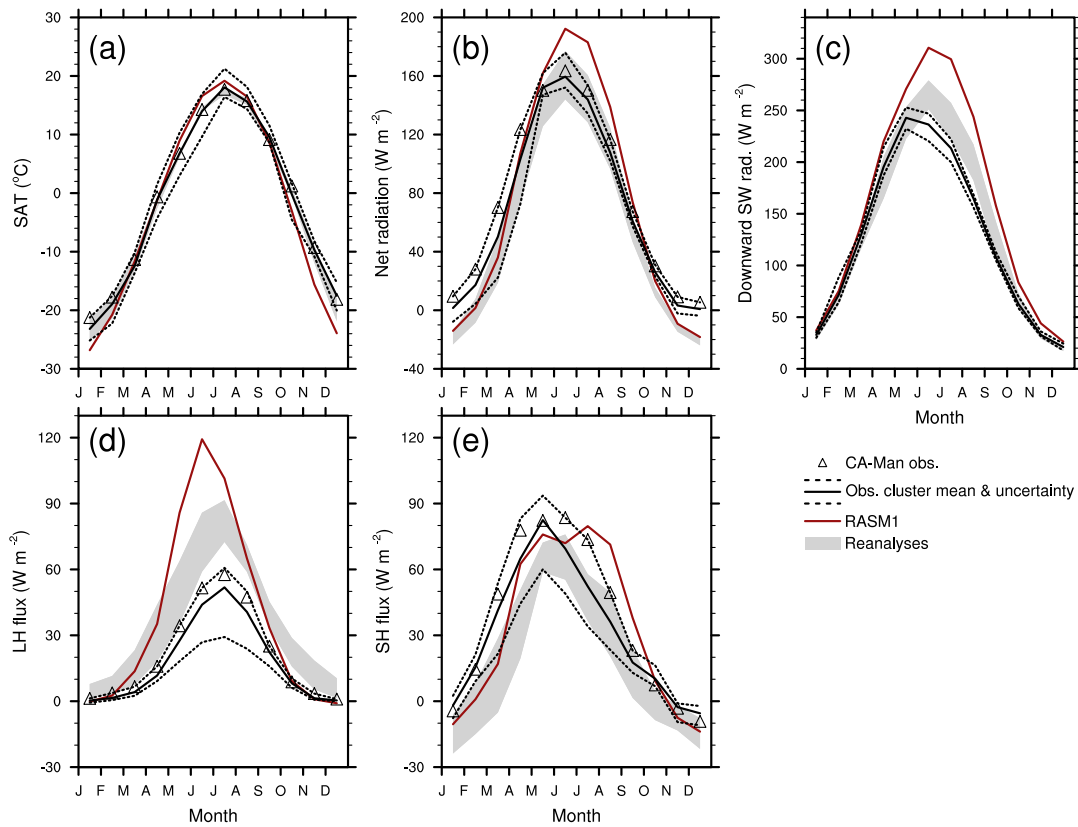 (a)
SAT (°C)
30
20
10
0
-10
-20
-30
J F M A M J J A S O N D
(b)
Net radiation (W m⁻²)
200
160
120
80
40
0
-40
J F M A M J J A S O N D
(c)
Downward SW rad. (W m⁻²)
300
250
200
150
100
50
0
J F M A M J J A S O N D
Month
(d)
LH flux (W m⁻²)
120
90
60
30
0
-30
J F M A M J J A S O N D
Month
(e)
SH flux (W m⁻²)
120
90
60
30
0
-30
J F M A M J J A S O N D
Month
CA-Man obs.
Obs. cluster mean & uncertainty
RASM1
Reanalyses